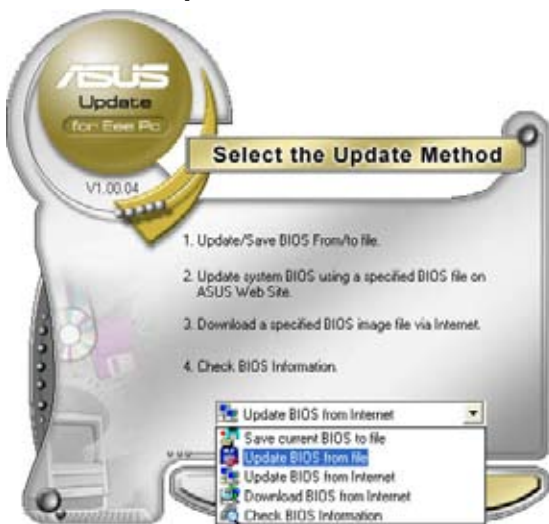 ASUS
Update
for Eee Pc
V1.00.04
Select the Update Method
1. Update/Save BIOS From/to file.
2. Update system BIOS using a specified BIOS file on
ASUS Web Site.
3. Download a specified BIOS image file via Internet.
4. Check BIOS Information.
Update BIOS from Internet
Save current BIOS to file
Update BIOS from file
Update BIOS from Internet
Download BIOS from Internet
Check BIOS Information